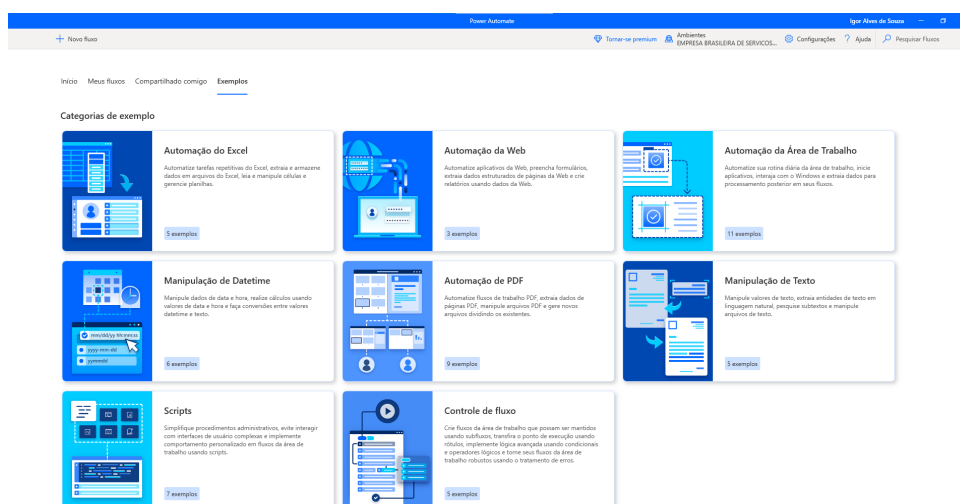 Power Automate
Igor Alves de Souza
Novo fluxo
Tornar-se premium
Ambientes
EMPRESA BRASILEIRA DE SERVICOS...
Configurações
Ajuda
Pesquisar Fluxos
Início Meus fluxos Compartilhado comigo Exemplos
Categorias de exemplo
Automação do Excel
Automatize tarefas repetitivas do Excel, extraia e armazene
dados em arquivos do Excel, leia e manipule células e
gerencie planilhas.
5 exemplos
Automação da Web
Automatize aplicativos da Web, preencha formulários,
extraia dados estruturados de páginas da Web e crie
relatórios usando dados da Web.
3 exemplos
Automação da Área de Trabalho
Automatize sua rotina diária da área de trabalho, inicie
aplicativos, interaja com o Windows e extraia dados para
processamento posterior em seus fluxos.
11 exemplos
mm/dd/yy hh:mm:ss
yyyy-mm-dd
yymmdd
Manipulação de Datetime
Manipule dados de data e hora, realize cálculos usando
valores de data e hora e faça conversões entre valores
datetime e texto.
6 exemplos
Automação de PDF
Automatize fluxos de trabalho PDF, extraia dados de
páginas PDF, manipule arquivos PDF e gere novos
arquivos dividindo os existentes.
9 exemplos
Manipulação de Texto
Manipule valores de texto, extraia entidades de texto em
linguagem natural, pesquise subtextos e manipule
arquivos de texto.
5 exemplos
Scripts
Simplifique procedimentos administrativos, evite interagir
com interfaces de usuário complexas e implemente
comportamento personalizado em fluxos da área de
trabalho usando scripts.
7 exemplos
Controle de fluxo
Crie fluxos da área de trabalho que possam ser mantidos
usando subfluxos, transfira o ponto de execução usando
rótulos, implemente lógica avançada usando condicionais
e operadores lógicos e torne seus fluxos da área de
trabalho robustos usando o tratamento de erros.
5 exemplos